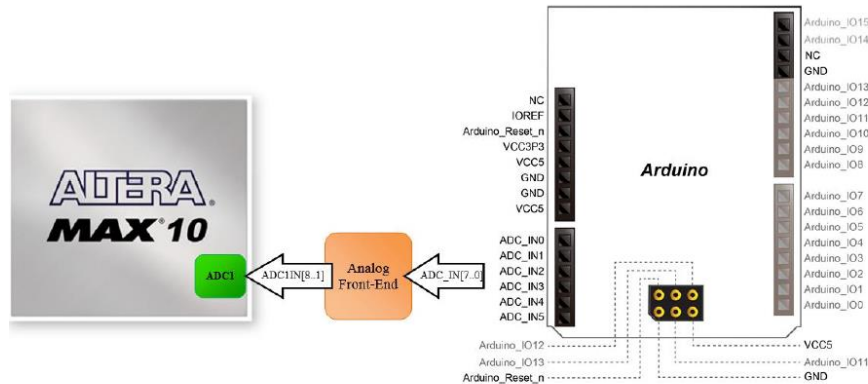 ALTERA.
MAX®10
ADC1
ADC1IN[8..1]
Analog
Front-End
ADC_IN[7..0]
NC
IOREF
Arduino_Reset_n
VCC3P3
VCC5
GND
GND
VCC5
ADC_IN0
ADC_IN1
ADC_IN2
ADC_IN3
ADC_IN4
ADC_IN5
Arduino
Arduino_IO15
Arduino_IO14
NC
GND
Arduino_IO13
Arduino_IO12
Arduino_IO11
Arduino_IO10
Arduino_IO9
Arduino_IO8
Arduino_IO7
Arduino_IO6
Arduino_IO5
Arduino_IO4
Arduino_IO3
Arduino_IO2
Arduino_IO1
Arduino_IO0
Arduino_IO12
Arduino_IO13
Arduino_Reset_n
VCC5
Arduino_IO11
GND